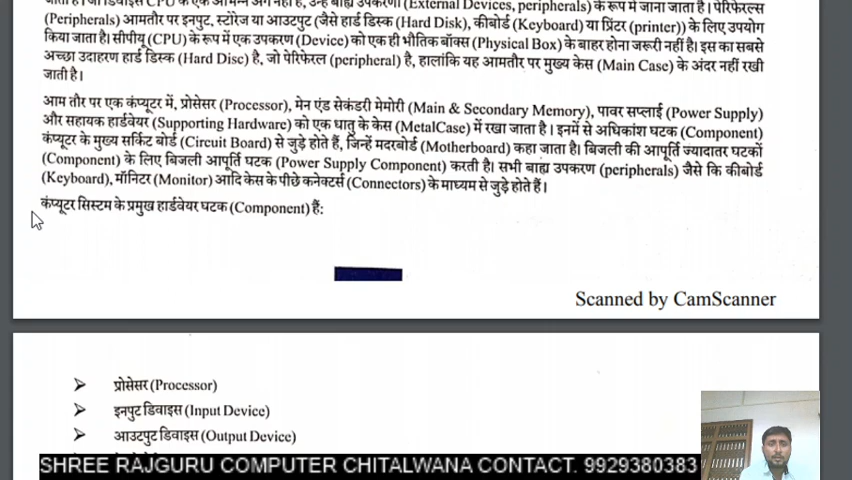 (External Devices, peripherals) के रूप में जाना जाता है। पेरिफेरल्स
(Peripherals) आमतौर पर इनपुट, स्टोरेज या आउटपुट (जैसे हार्ड डिस्क (Hard Disk), कीबोर्ड (Keyboard) या प्रिंटर (printer)) के लिए उपयोग
किया जाता है। सीपीयू (CPU) के रूप में एक उपकरण (Device) को एक ही भौतिक बॉक्स (Physical Box) के बाहर होना जरूरी नहीं है। इस का सबसे
अच्छा उदाहरण हार्ड डिस्क (Hard Disc) है, जो पेरिफेरल (peripheral) है, हालांकि यह आमतौर पर मुख्य केस (Main Case) के अंदर नहीं रखी
जाती है।
आम तौर पर एक कंप्यूटर में, प्रोसेसर (Processor), मेन एंड सेकंडरी मेमोरी (Main & Secondary Memory), पावर सप्लाई (Power Supply)
और सहायक हार्डवेयर (Supporting Hardware) को एक धातु के केस (MetalCase) में रखा जाता है। इनमें से अधिकांश घटक (Component)
कंप्यूटर के मुख्य सर्किट बोर्ड (Circuit Board) से जुड़े होते हैं, जिन्हें मदरबोर्ड (Motherboard) कहा जाता है। बिजली की आपूर्ति ज्यादातर घटकों
(Component) के लिए बिजली आपूर्ति घटक (Power Supply Component) करती है। सभी बाह्य उपकरण (peripherals) जैसे कि कीबोर्ड
(Keyboard), मॉनिटर (Monitor) आदि केस के पीछे कनेक्टर्स (Connectors) के माध्यम से जुड़े होते हैं।
कंप्यूटर सिस्टम के प्रमुख हार्डवेयर घटक (Component) हैं:
Scanned by CamScanner
➢ प्रोसेसर (Processor)
➢ इनपुट डिवाइस (Input Device)
➢ आउटपुट डिवाइस (Output Device)
SHREE RAJGURU COMPUTER CHITALWANA CONTACT. 9929380383